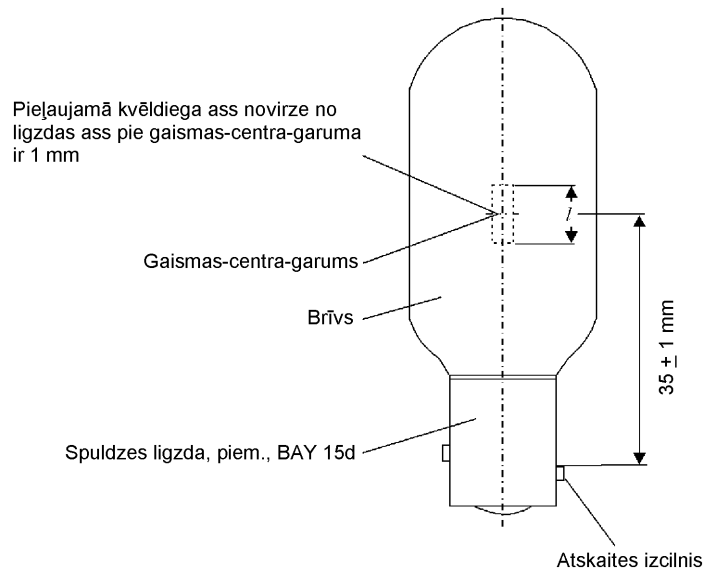 Pieļaujamā kvēldiega ass novirze no
ligzdas ass pie gaismas-centra-garuma
ir 1 mm
l
Gaismas-centra-garums
Brīvs
35 ± 1 mm
Spuldzes ligzda, piem., BAY 15d
Atskaites izcilnis